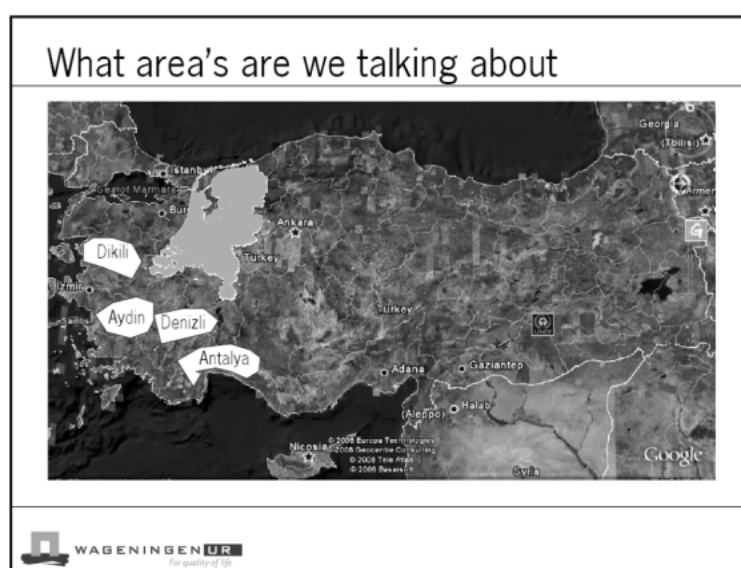 What area's are we talking about
Georgia
(Tbilisi)
Istanbul
Sea of Marmara
Armen
Bur
Ankara
Dikili
Turkey
Izmir
Aydin
Denizli
Turkey
Antalya
Adana
Gaziantep
(Aleppo)
Halab
Nicosia
© 2008 Europa Technologies
© 2008 Geocentre Consulting
© 2008 Tele Atlas
© 2008 Basarsoft
Google
Syria
WAGENINGEN UR
For quality of life